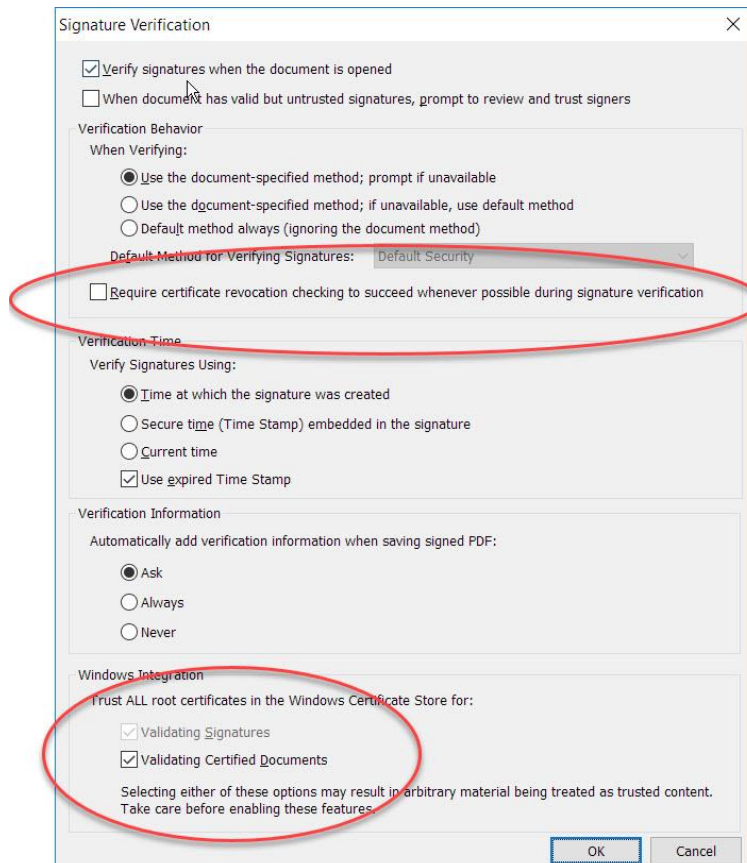 Signature Verification
Verify signatures when the document is opened
When document has valid but untrusted signatures, prompt to review and trust signers
Verification Behavior
When Verifying:
Use the document-specified method; prompt if unavailable
Use the document-specified method; if unavailable, use default method
Default method always (ignoring the document method)
Default Method for Verifying Signatures: Default Security
Require certificate revocation checking to succeed whenever possible during signature verification
Verification Time
Verify Signatures Using:
Time at which the signature was created
Secure time (Time Stamp) embedded in the signature
Current time
Use expired Time Stamp
Verification Information
Automatically add verification information when saving signed PDF:
Ask
Always
Never
Windows Integration
Trust ALL root certificates in the Windows Certificate Store for:
Validating Signatures
Validating Certified Documents
Selecting either of these options may result in arbitrary material being treated as trusted content.
Take care before enabling these features.
OK Cancel